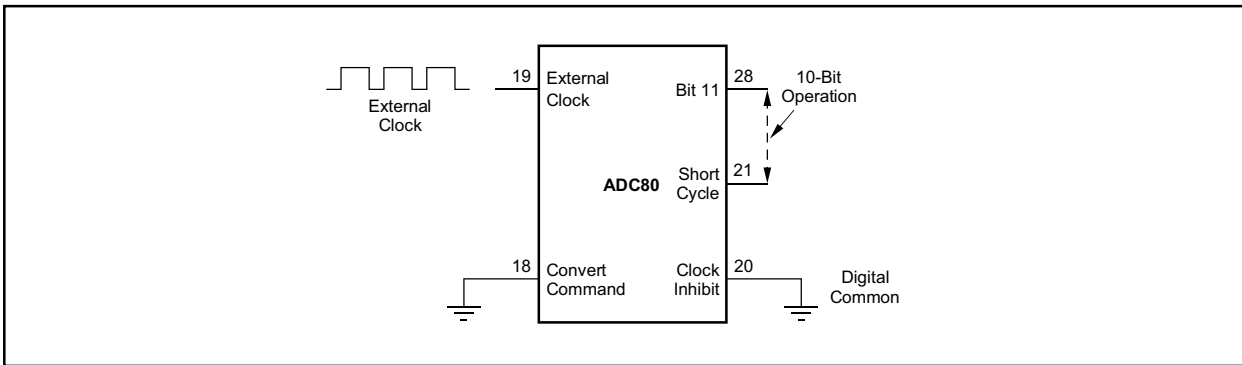 External
Clock
19
External
Clock
Bit 11
28
10-Bit
Operation
ADC80
Short
Cycle
21
18
Convert
Command
Clock
Inhibit
20
Digital
Common